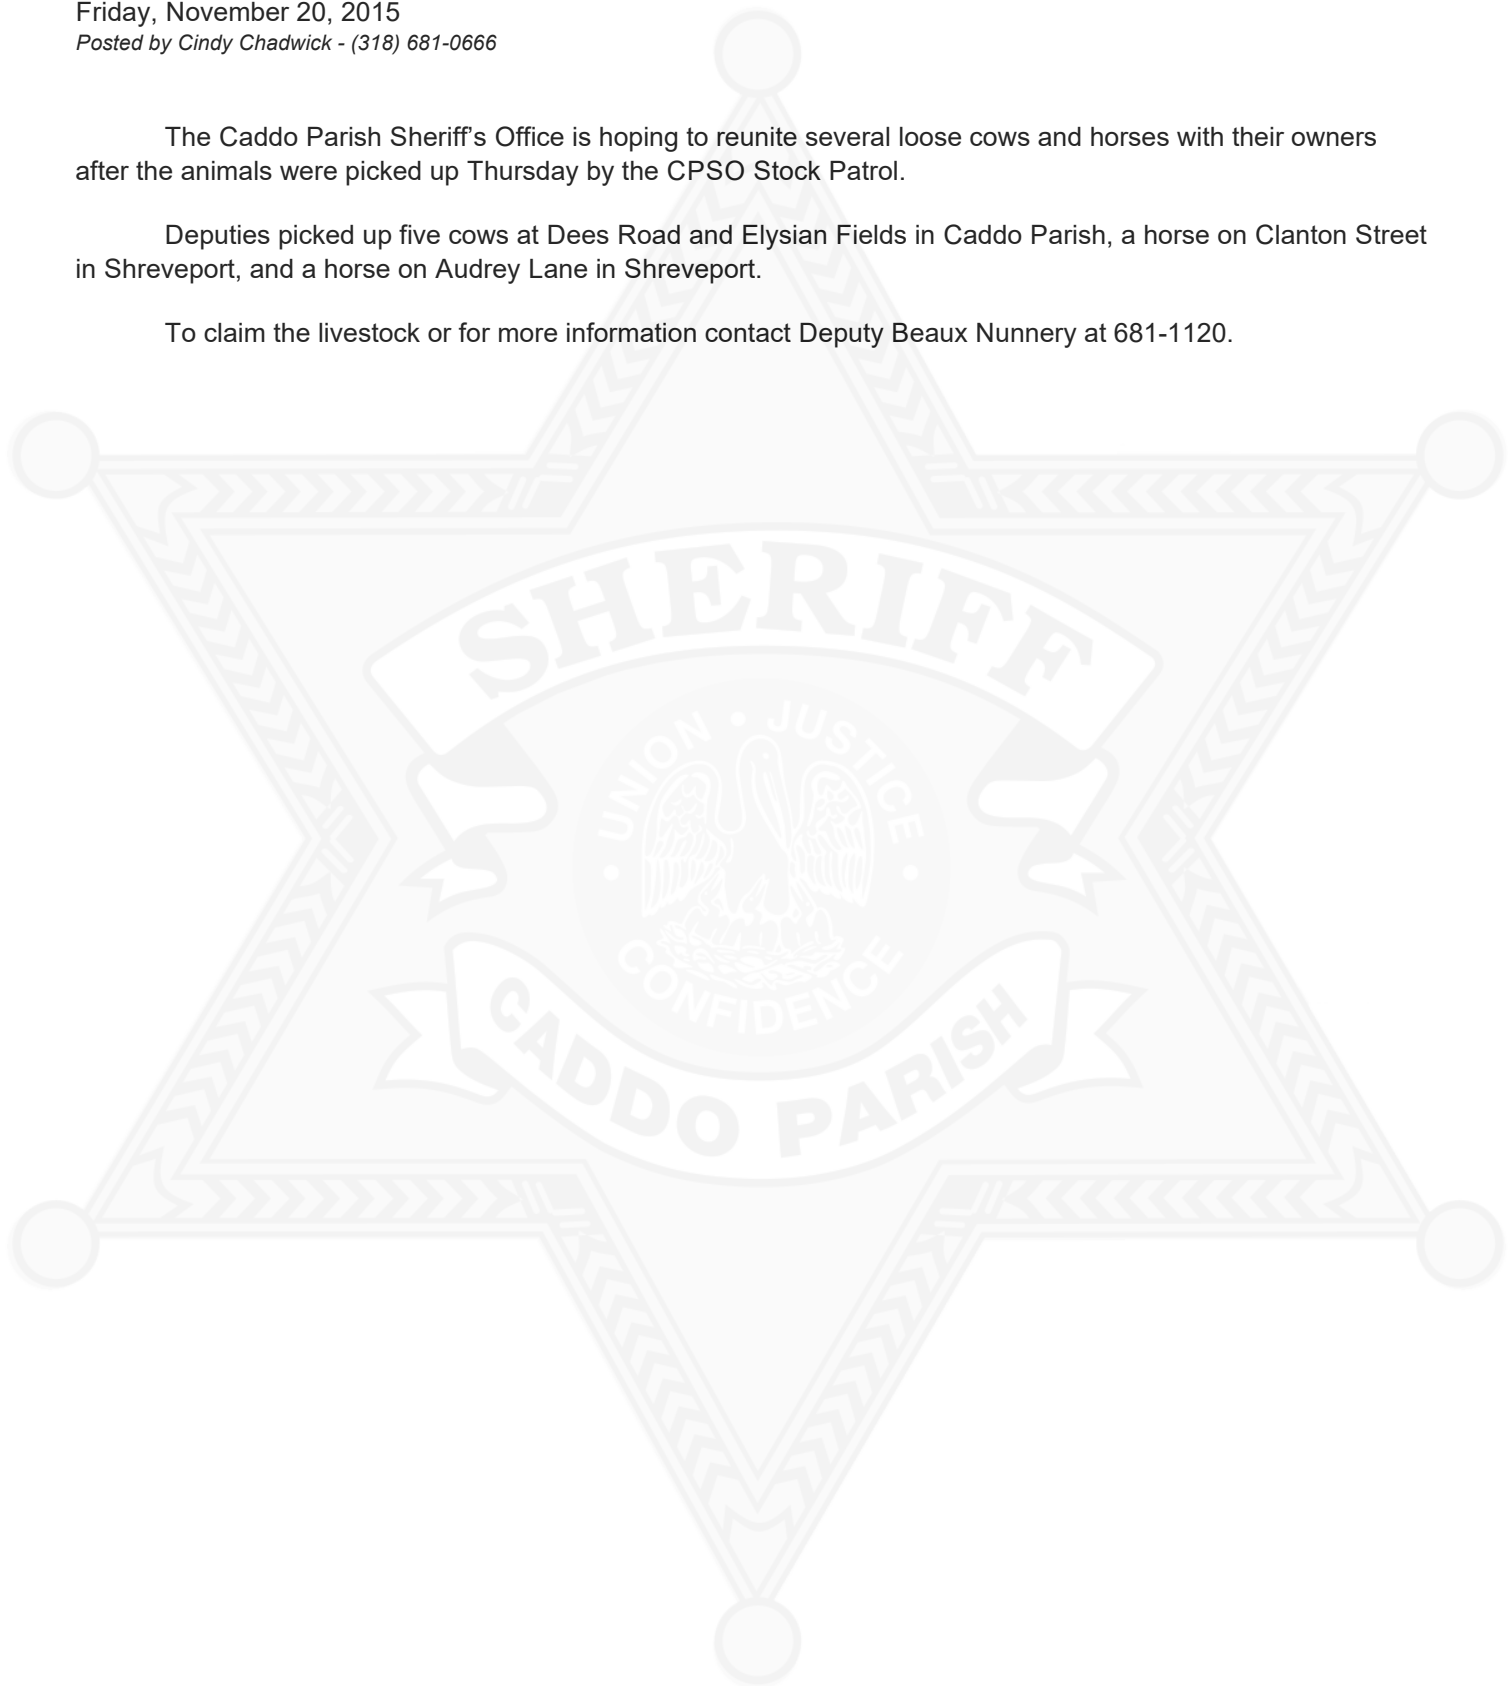 Friday, November 20, 2015
Posted by Cindy Chadwick - (318) 681-0666
The Caddo Parish Sheriff’s Office is hoping to reunite several loose cows and horses with their owners
after the animals were picked up Thursday by the CPSO Stock Patrol.
Deputies picked up five cows at Dees Road and Elysian Fields in Caddo Parish, a horse on Clanton Street
in Shreveport, and a horse on Audrey Lane in Shreveport.
To claim the livestock or for more information contact Deputy Beaux Nunnery at 681-1120.
SHERIFF
UNION • JUSTICE
• CONFIDENCE •
CADDO PARISH